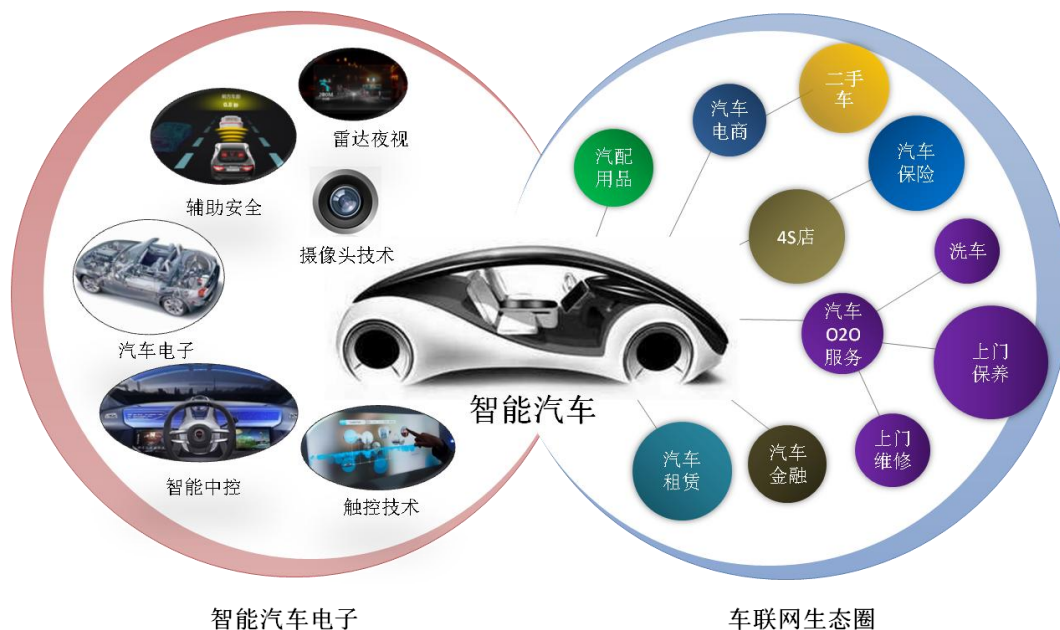 雷达夜视
辅助安全
摄像头技术
汽车电子
智能中控
触控技术
智能汽车
汽配
用品
汽车
电商
二手
车
汽车
保险
4S店
洗车
汽车
O2O
服务
上门
保养
上门
维修
汽车
金融
汽车
租赁
智能汽车电子
车联网生态圈